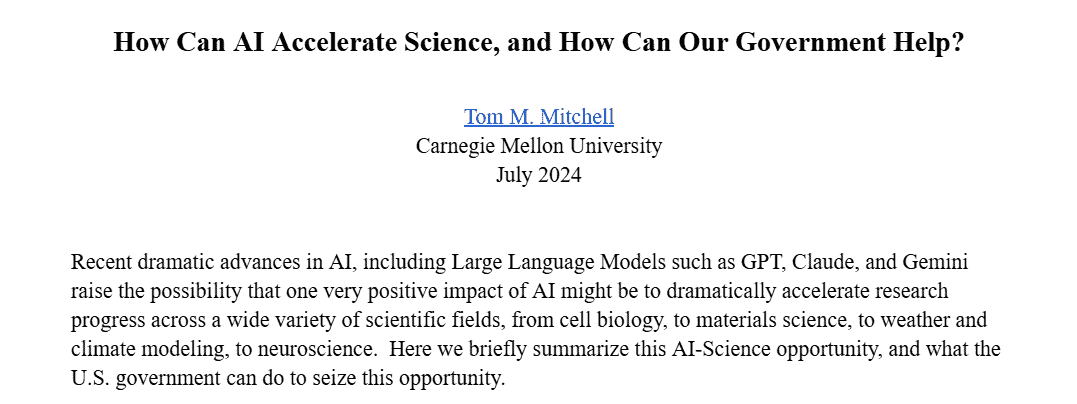 How Can AI Accelerate Science, and How Can Our Government Help?
Tom M. Mitchell
Carnegie Mellon University
July 2024
Recent dramatic advances in AI, including Large Language Models such as GPT, Claude, and Gemini
raise the possibility that one very positive impact of AI might be to dramatically accelerate research
progress across a wide variety of scientific fields, from cell biology, to materials science, to weather and
climate modeling, to neuroscience.  Here we briefly summarize this AI-Science opportunity, and what the
U.S. government can do to seize this opportunity.